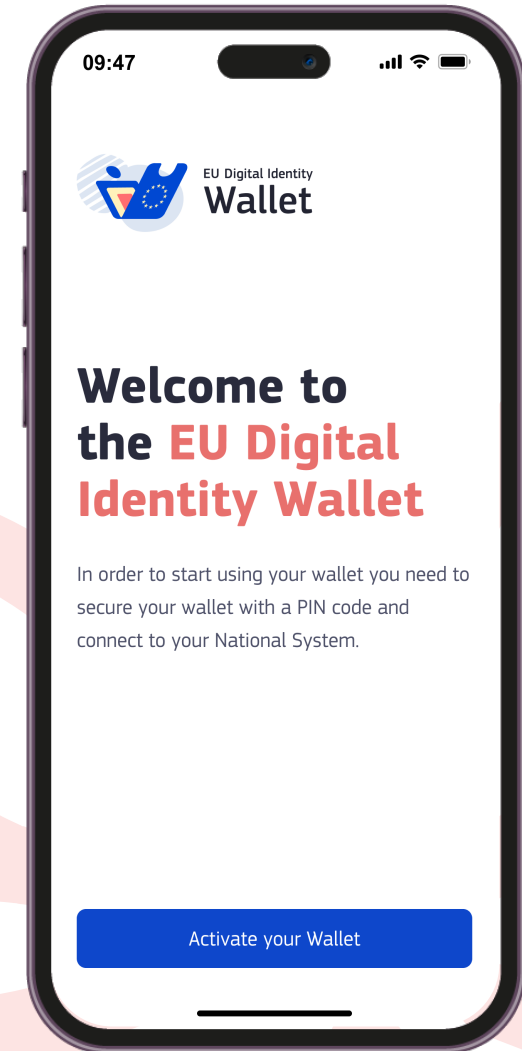 09:47
EU Digital Identity
Wallet
Welcome to
the EU Digital
Identity Wallet
In order to start using your wallet you need to
secure your wallet with a PIN code and
connect to your National System.
Activate your Wallet